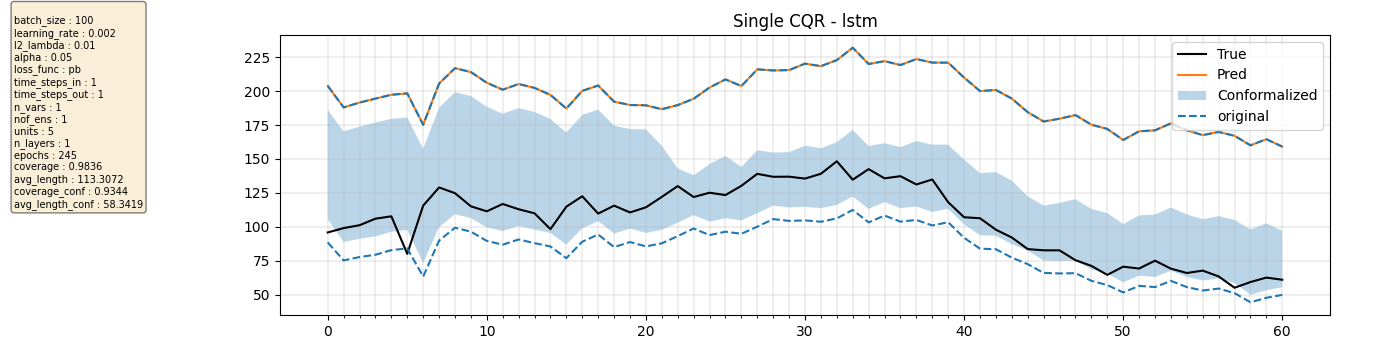 batch_size : 100
learning_rate : 0.002
l2_lambda : 0.01
alpha : 0.05
loss_func : pb
time_steps_in : 1
time_steps_out : 1
n_vars : 1
nof_ens : 1
units : 5
n_layers : 1
epochs : 245
coverage : 0.9836
avg_length : 113.3072
coverage_conf : 0.9344
avg_length_conf : 58.3419
Single CQR - lstm
225
200
175
150
125
100
75
50
0 10 20 30 40 50 60
True
Pred
Conformalized
original